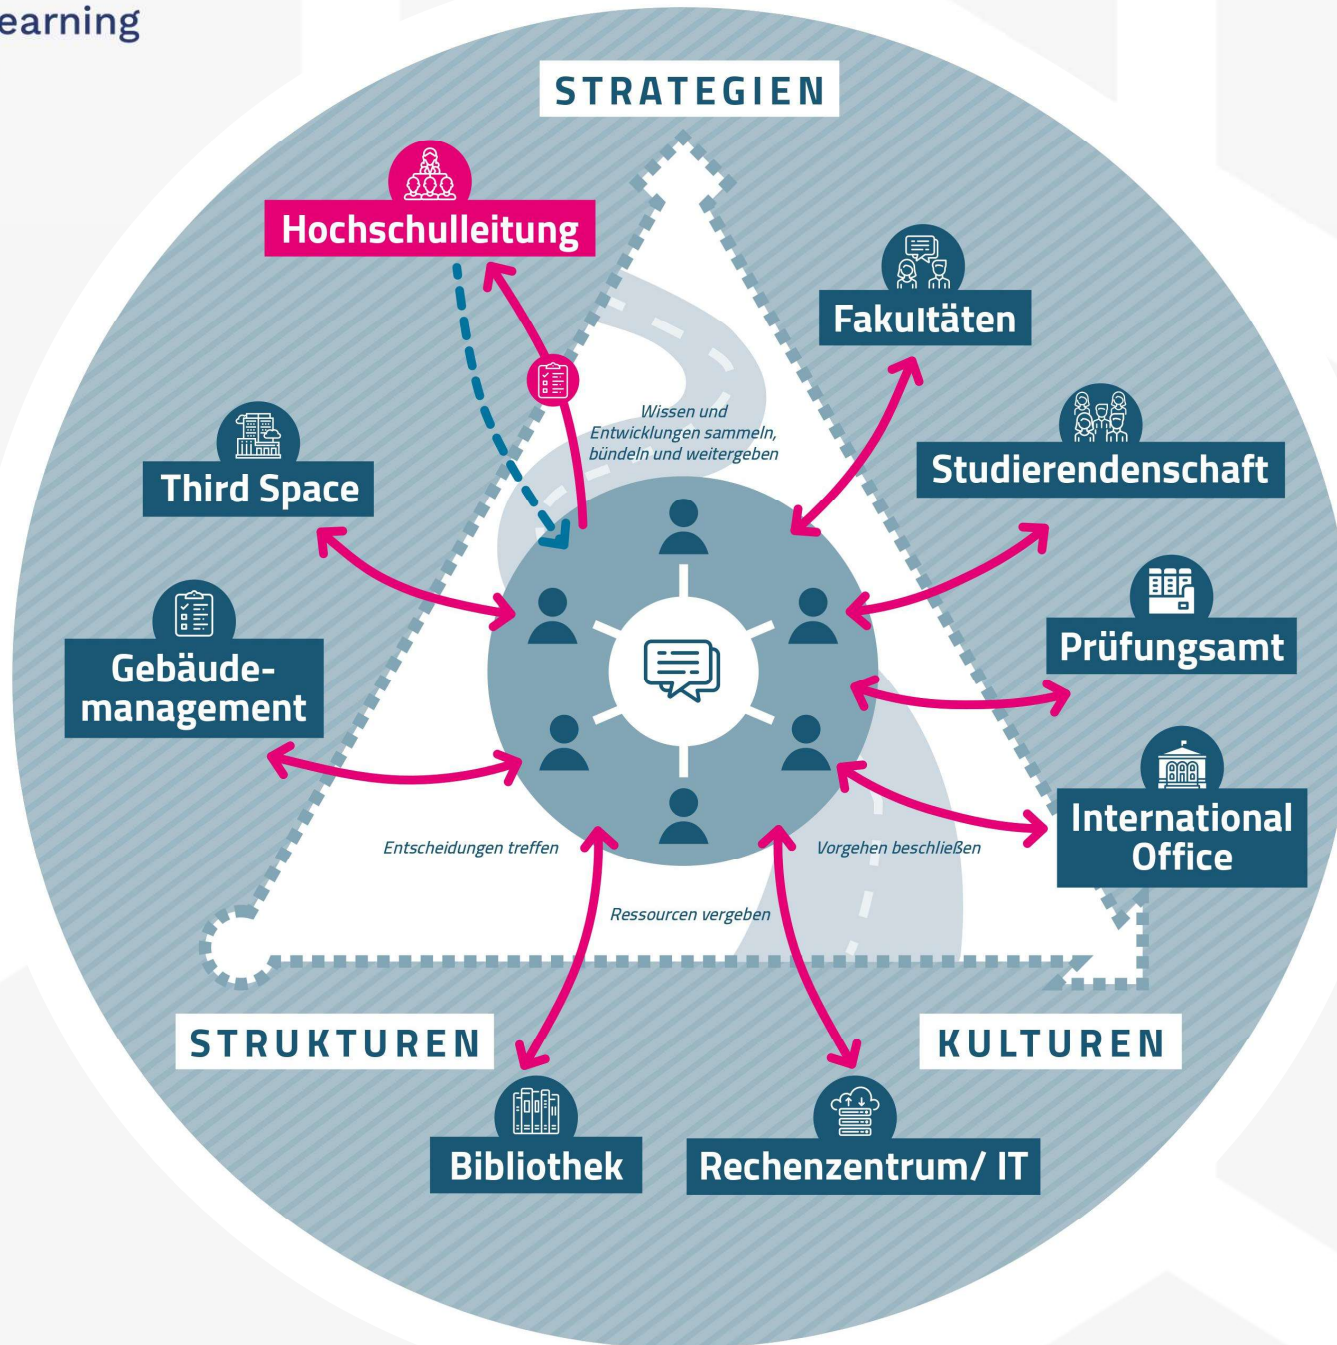 earning
STRATEGIEN
Hochschulleitung
Fakultäten
Wissen und
Entwicklungen sammeln,
bündeln und weitergeben
Third Space
Studierendenschaft
Gebäude-
management
Prüfungsamt
International
Office
Entscheidungen treffen
Vorgehen beschließen
Ressourcen vergeben
STRUKTUREN
KULTUREN
Bibliothek
Rechenzentrum/ IT